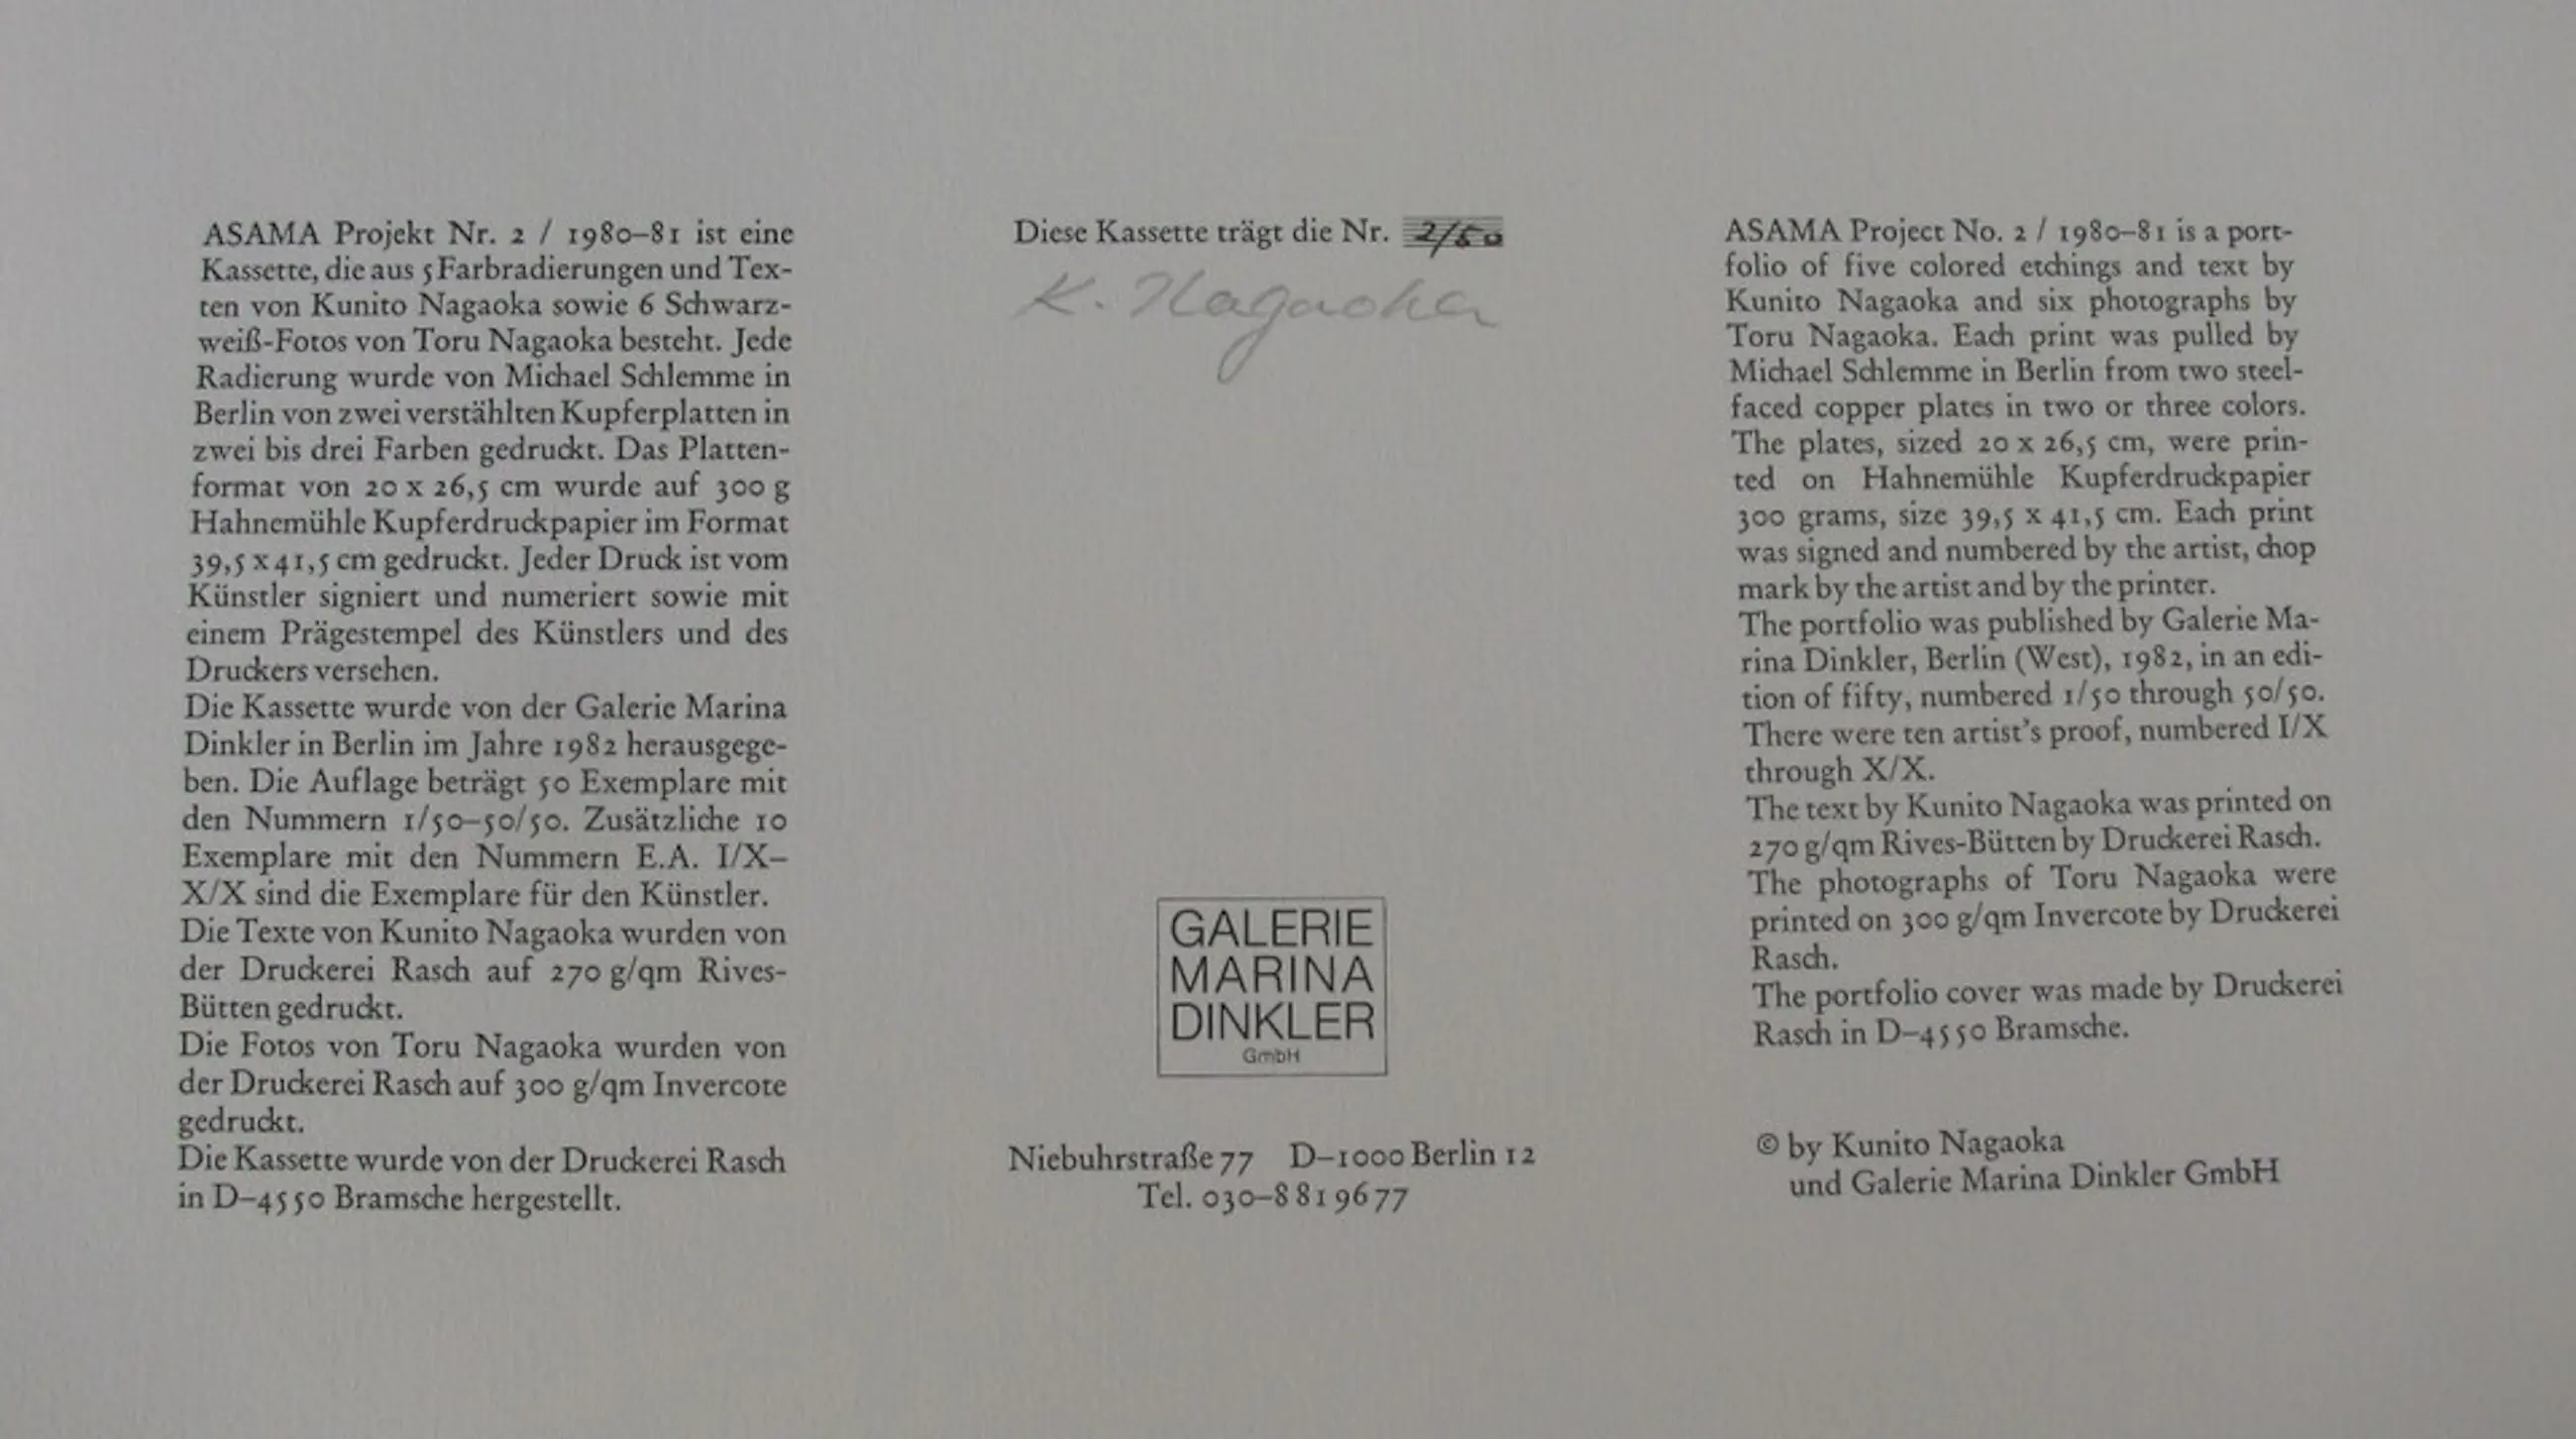 ASAMA Projekt Nr. 2 / 1980–81 ist eine
Kassette, die aus 5 Farbradierungen und Tex-
ten von Kunito Nagaoka sowie 6 Schwarz-
weiß-Fotos von Toru Nagaoka besteht. Jede
Radierung wurde von Michael Schlemme in
Berlin von zwei verstählten Kupferplatten in
zwei bis drei Farben gedruckt. Das Platten-
format von 20 x 26,5 cm wurde auf 300 g
Hahnemühle Kupferdruckpapier im Format
39,5 x 41,5 cm gedruckt. Jeder Druck ist vom
Künstler signiert und numeriert sowie mit
einem Prägestempel des Künstlers und des
Druckers versehen.
Die Kassette wurde von der Galerie Marina
Dinkler in Berlin im Jahre 1982 herausgege-
ben. Die Auflage beträgt 50 Exemplare mit
den Nummern 1/50–50/50. Zusätzliche 10
Exemplare mit den Nummern E.A. I/X–
X/X sind die Exemplare für den Künstler.
Die Texte von Kunito Nagaoka wurden von
der Druckerei Rasch auf 270 g/qm Rives-
Bütten gedruckt.
Die Fotos von Toru Nagaoka wurden von
der Druckerei Rasch auf 300 g/qm Invercote
gedruckt.
Die Kassette wurde von der Druckerei Rasch
in D–4550 Bramsche hergestellt.
Diese Kassette trägt die Nr. 2/50
K. Nagaoka
GALERIE
MARINA
DINKLER
GmbH
Niebuhrstraße 77 D–1000 Berlin 12
Tel. 030–8819677
ASAMA Project No. 2 / 1980–81 is a port-
folio of five colored etchings and text by
Kunito Nagaoka and six photographs by
Toru Nagaoka. Each print was pulled by
Michael Schlemme in Berlin from two steel-
faced copper plates in two or three colors.
The plates, sized 20 x 26,5 cm, were prin-
ted on Hahnemühle Kupferdruckpapier
300 grams, size 39,5 x 41,5 cm. Each print
was signed and numbered by the artist, chop
mark by the artist and by the printer.
The portfolio was published by Galerie Ma-
rina Dinkler, Berlin (West), 1982, in an edi-
tion of fifty, numbered 1/50 through 50/50.
There were ten artist's proof, numbered I/X
through X/X.
The text by Kunito Nagaoka was printed on
270 g/qm Rives-Bütten by Druckerei Rasch.
The photographs of Toru Nagaoka were
printed on 300 g/qm Invercote by Druckerei
Rasch.
The portfolio cover was made by Druckerei
Rasch in D–4550 Bramsche.
© by Kunito Nagaoka
und Galerie Marina Dinkler GmbH